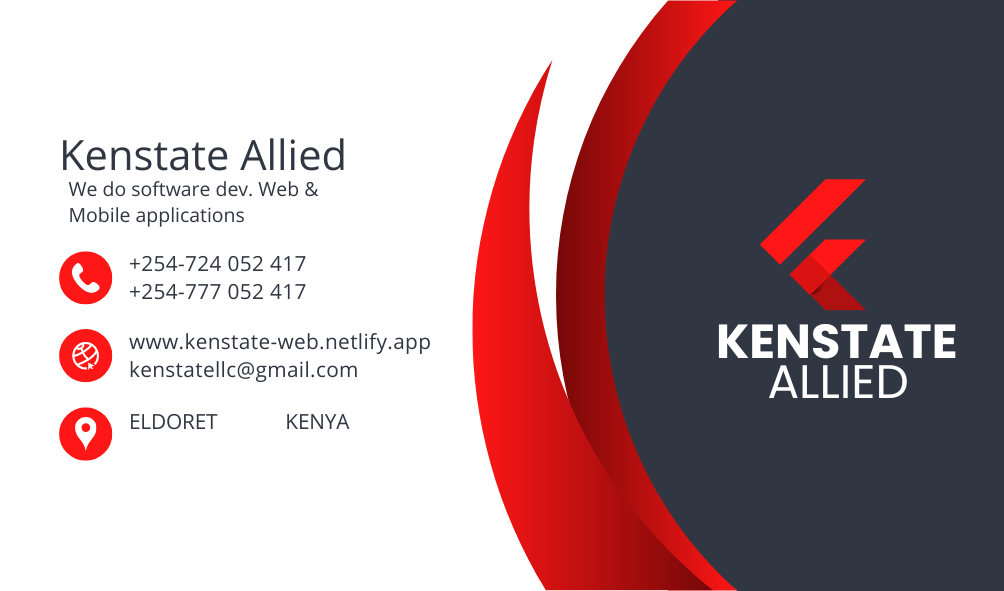 Kenstate Allied
We do software dev. Web &
Mobile applications
+254-724 052 417
+254-777 052 417
www.kenstate-web.netlify.app
kenstatellc@gmail.com
ELDORET KENYA
KENSTATE
ALLIED